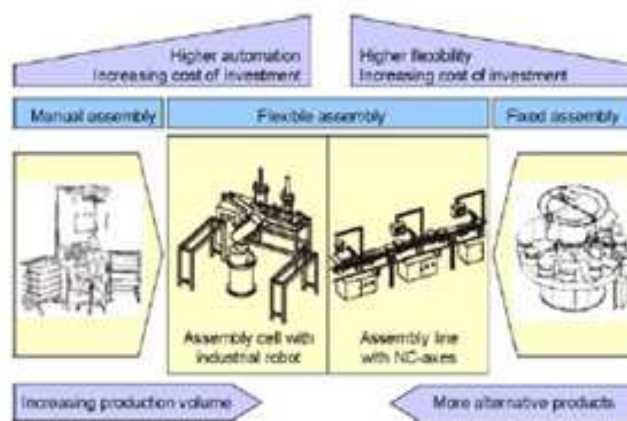 Higher automation
Increasing cost of investment
Higher flexibility
Increasing cost of investment
Manual assembly
Flexible assembly
Fixed assembly
Assembly cell with
industrial robot
Assembly line
with NC-axes
Increasing production volume
More alternative products